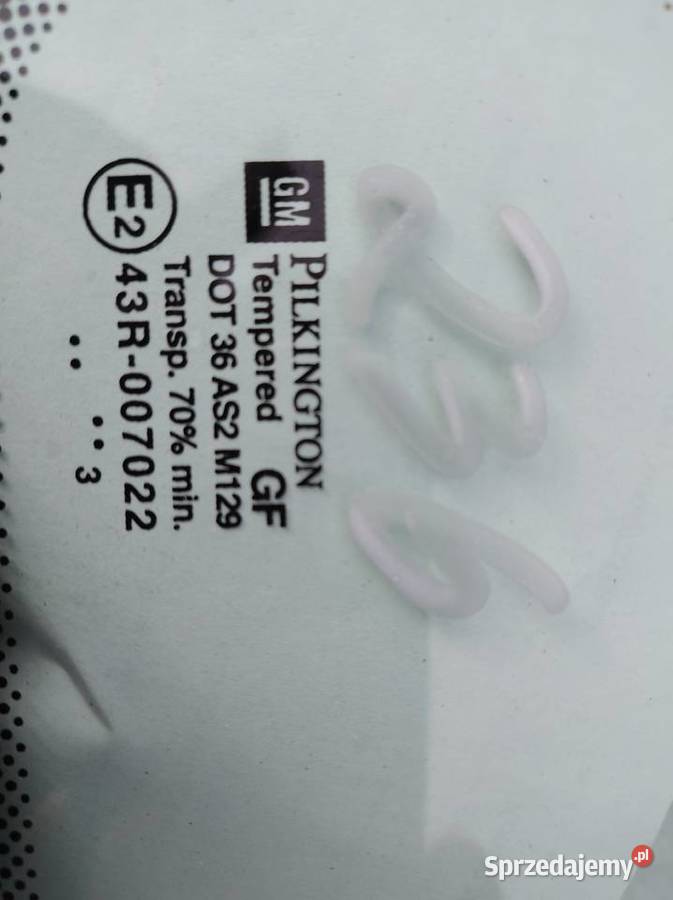 236
GM PILKINGTON
Tempered GF
DOT 36 AS2 M129
Transp. 70% min.
E2 43R-007022
.. 3
..
Sprzedajemy.pl